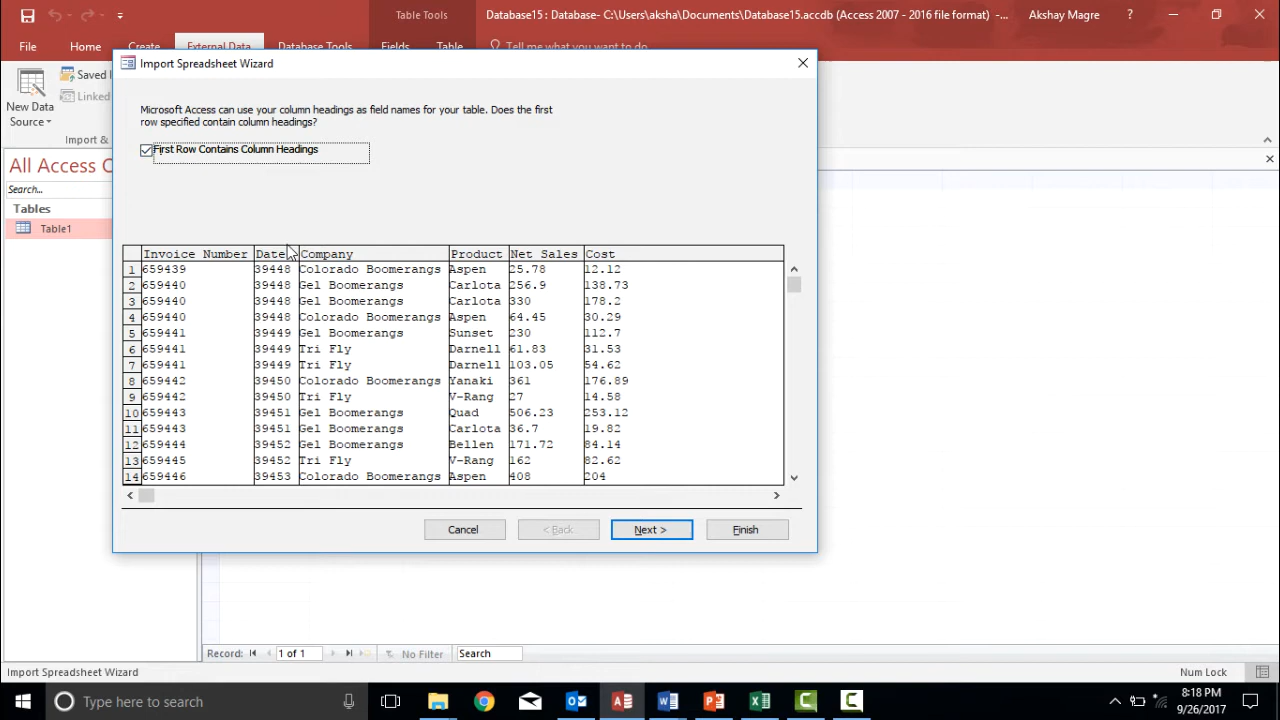 Table Tools
Database15 : Database- C:\Users\aksha\Documents\Database15.accdb (Access 2007 - 2016 file format) -...
Akshay Magre
?
File
Home
Create
External Data
Database Tools
Fields
Table
Tell me what you want to do
New Data
Source
Saved I
Linked
Import &
All Access O
Search...
Tables
Table1
Import Spreadsheet Wizard
Microsoft Access can use your column headings as field names for your table. Does the first
row specified contain column headings?
First Row Contains Column Headings
Invoice Number Date Company Product Net Sales Cost
1 659439 39448 Colorado Boomerangs Aspen 25.78 12.12
2 659440 39448 Gel Boomerangs Carlota 256.9 138.73
3 659440 39448 Gel Boomerangs Carlota 330 178.2
4 659440 39448 Colorado Boomerangs Aspen 64.45 30.29
5 659441 39449 Gel Boomerangs Sunset 230 112.7
6 659441 39449 Tri Fly Darnell 61.83 31.53
7 659441 39449 Tri Fly Darnell 103.05 54.62
8 659442 39450 Colorado Boomerangs Yanaki 361 176.89
9 659442 39450 Tri Fly V-Rang 27 14.58
10 659443 39451 Gel Boomerangs Quad 506.23 253.12
11 659443 39451 Gel Boomerangs Carlota 36.7 19.82
12 659444 39452 Gel Boomerangs Bellen 171.72 84.14
13 659445 39452 Tri Fly V-Rang 162 82.62
14 659446 39453 Colorado Boomerangs Aspen 408 204
Cancel
< Back
Next >
Finish
Record: 1 of 1 No Filter Search
Import Spreadsheet Wizard
Num Lock
Type here to search
8:18 PM
9/26/2017